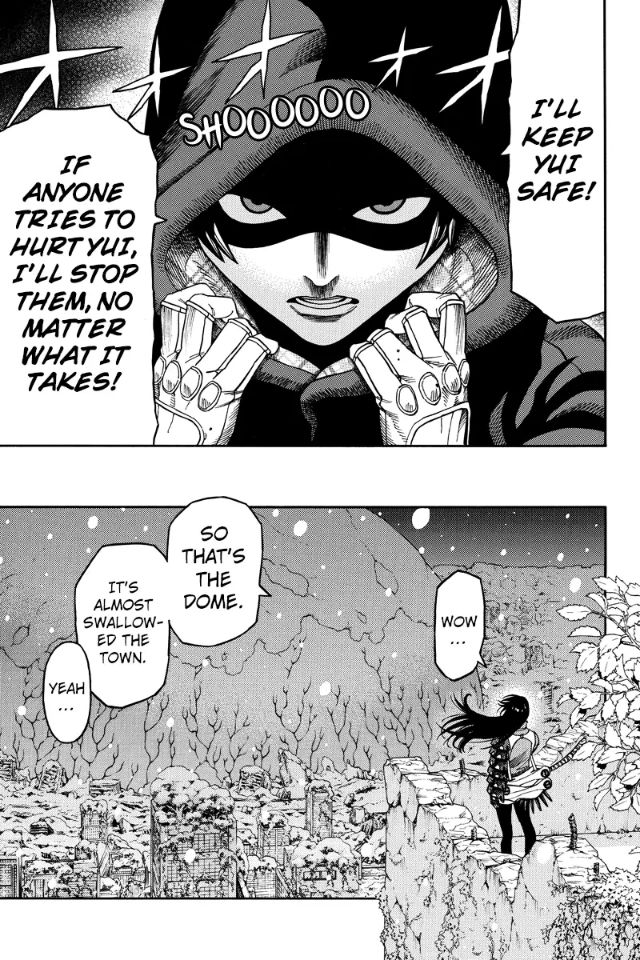 I'LL
KEEP
YUI
SAFE!
SHOOOOOO
IF
ANYONE
TRIES TO
HURT YUI,
I'LL STOP
THEM, NO
MATTER
WHAT IT
TAKES!
WOW
...
SO
THAT'S
THE
DOME.
IT'S
ALMOST
SWALLOW-
ED THE
TOWN.
YEAH
...